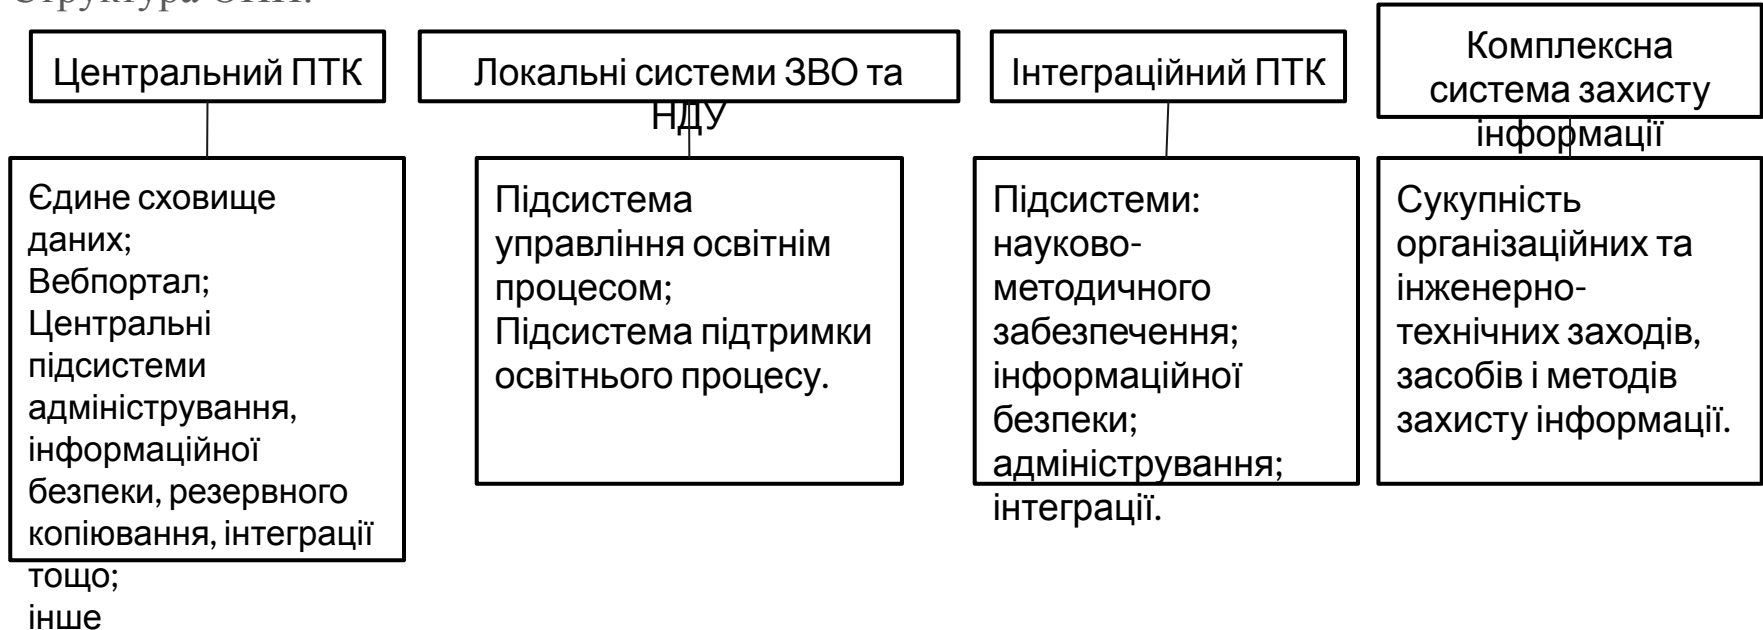 Центральний ПТК
Локальні системи ЗВО та
НДУ
Інтеграційний ПТК
Комплексна
система захисту
інформації
Єдине сховище
даних;
Вебпортал;
Центральні
підсистеми
адміністрування,
інформаційної
безпеки, резервного
копіювання, інтеграції
тощо;
інше
Підсистема
управління освітнім
процесом;
Підсистема підтримки
освітнього процесу.
Підсистеми:
науково-
методичного
забезпечення;
інформаційної
безпеки;
адміністрування;
інтеграції.
Сукупність
організаційних та
інженерно-
технічних заходів,
засобів і методів
захисту інформації.